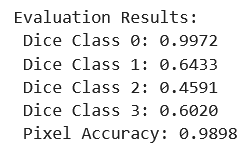 Evaluation Results:
Dice Class 0: 0.9972
Dice Class 1: 0.6433
Dice Class 2: 0.4591
Dice Class 3: 0.6020
Pixel Accuracy: 0.9898